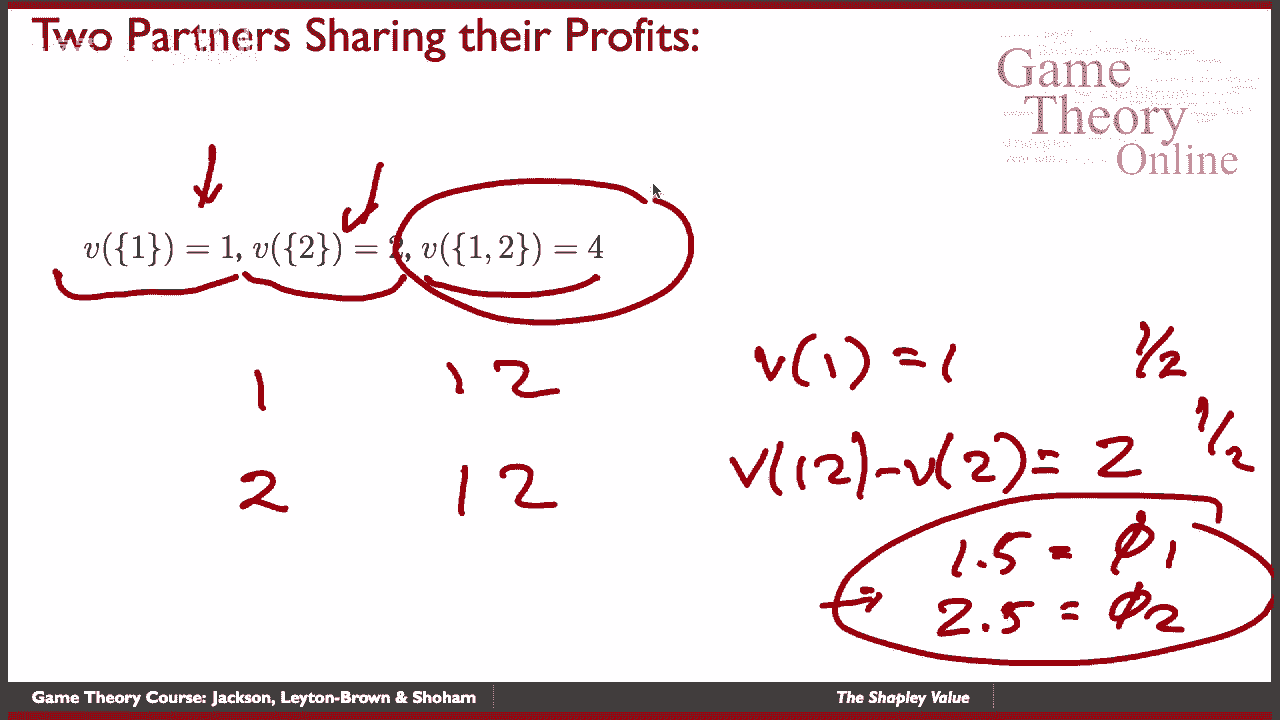 Two Partners Sharing their Profits:
Game
Theory
Online
v({1}) = 1, v({2}) = 2, v({1, 2}) = 4
v(1) = 1 1/2
1 12
v(12)-v(2)= 2 1/2
2 12
1.5 = ϕ1
2.5 = ϕ2
Game Theory Course: Jackson, Leyton-Brown & Shoham
The Shapley Value